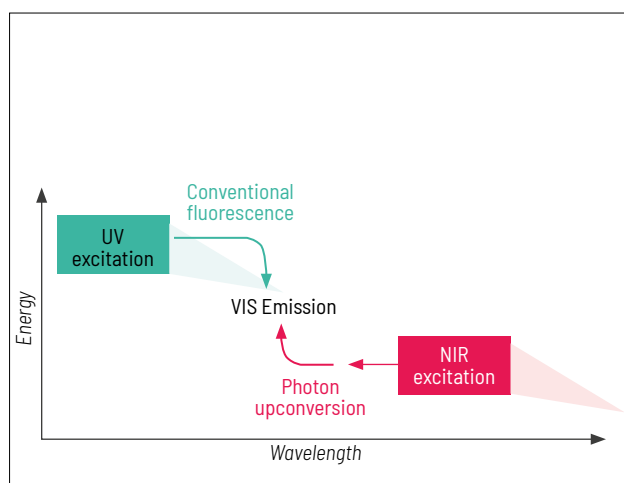 Conventional
fluorescence
UV
excitation
VIS Emission
NIR
excitation
Photon
upconversion
Energy
Wavelength